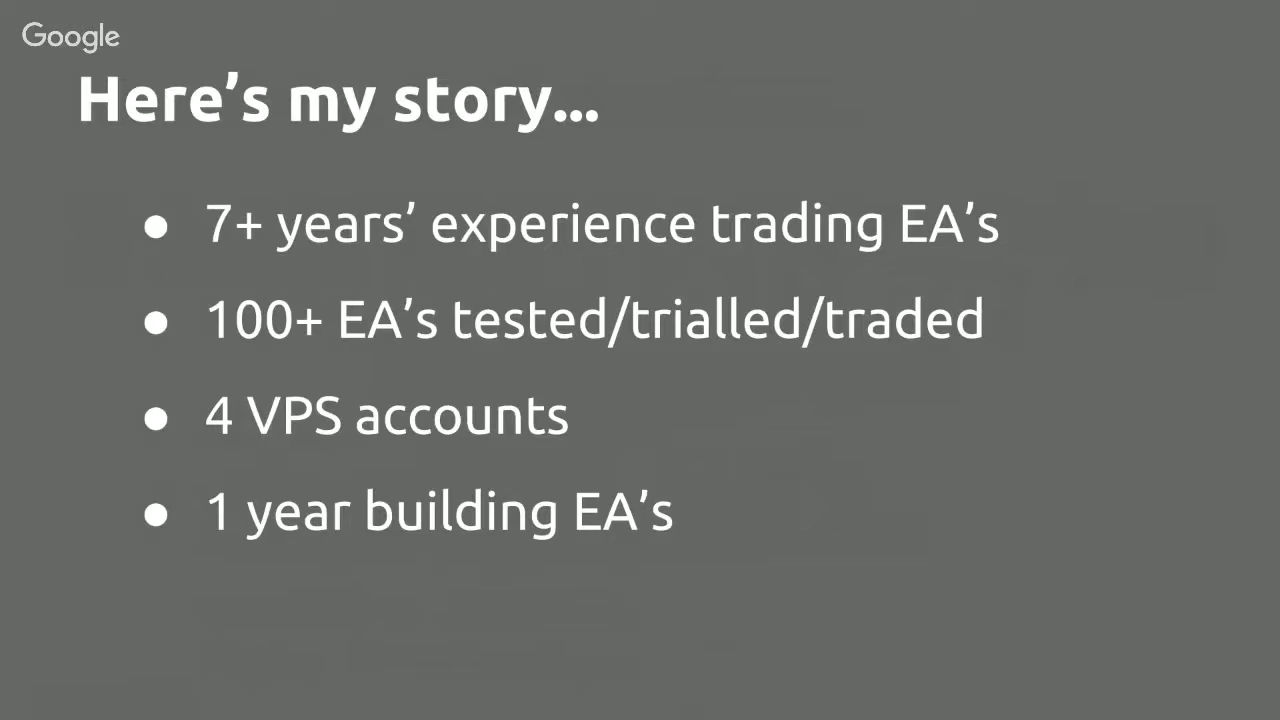 Google
Here’s my story...
● 7+ years’ experience trading EA’s
● 100+ EA’s tested/trialled/traded
● 4 VPS accounts
● 1 year building EA’s